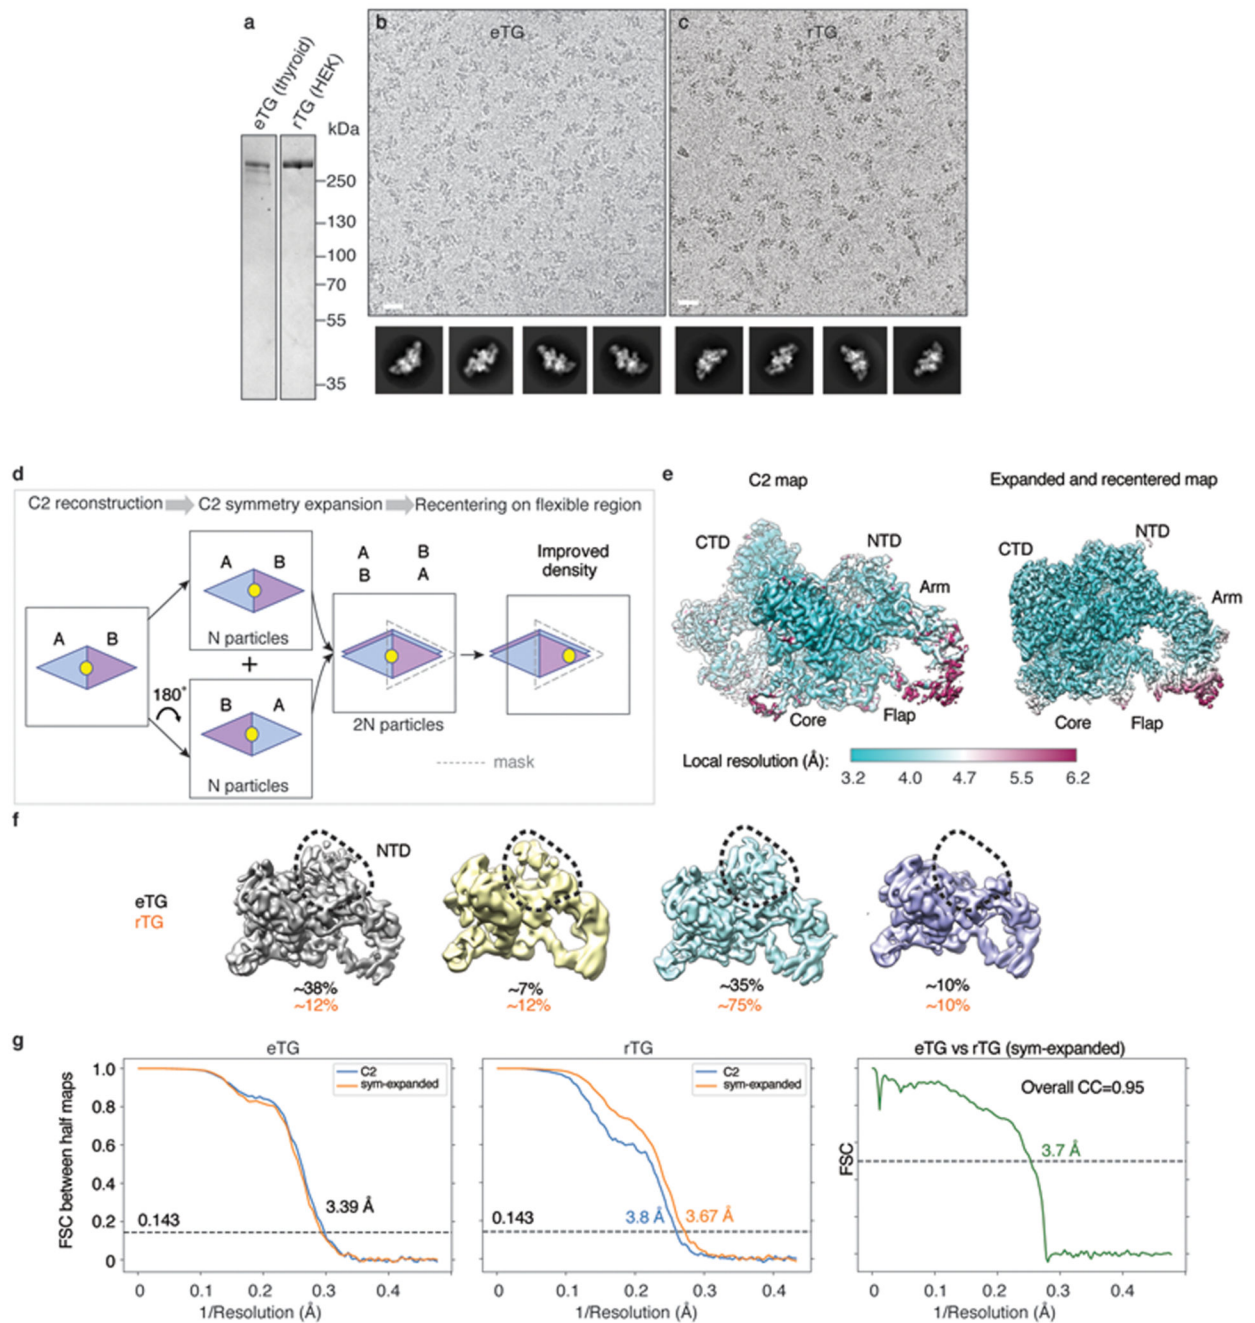 a
b
c
eTG (thyroid)
rTG (HEK)
eTG
rTG
kDa
250
130
100
70
55
35
d
C2 reconstruction
C2 symmetry expansion
Recentering on flexible region
A B
N particles
+
180°
B A
N particles
A B
A B
B A
2N particles
Improved
density
mask
e
C2 map
Expanded and recentered map
CTD
NTD
Arm
Core
Flap
CTD
NTD
Arm
Core
Flap
Local resolution (Å):
3.2 4.0 4.7 5.5 6.2
f
NTD
eTG
rTG
~38% ~7% ~35% ~10%
~12% ~12% ~75% ~10%
g
eTG
C2
sym-expanded
FSC between half maps
1.0
0.8
0.6
0.4
0.2
0
0.143
3.39 Å
0 0.1 0.2 0.3 0.4
1/Resolution (Å)
rTG
C2
sym-expanded
0.143
3.8 Å 3.67 Å
0 0.1 0.2 0.3 0.4
1/Resolution (Å)
eTG vs rTG (sym-expanded)
Overall CC=0.95
FSC
3.7 Å
0 0.1 0.2 0.3 0.4
1/Resolution (Å)